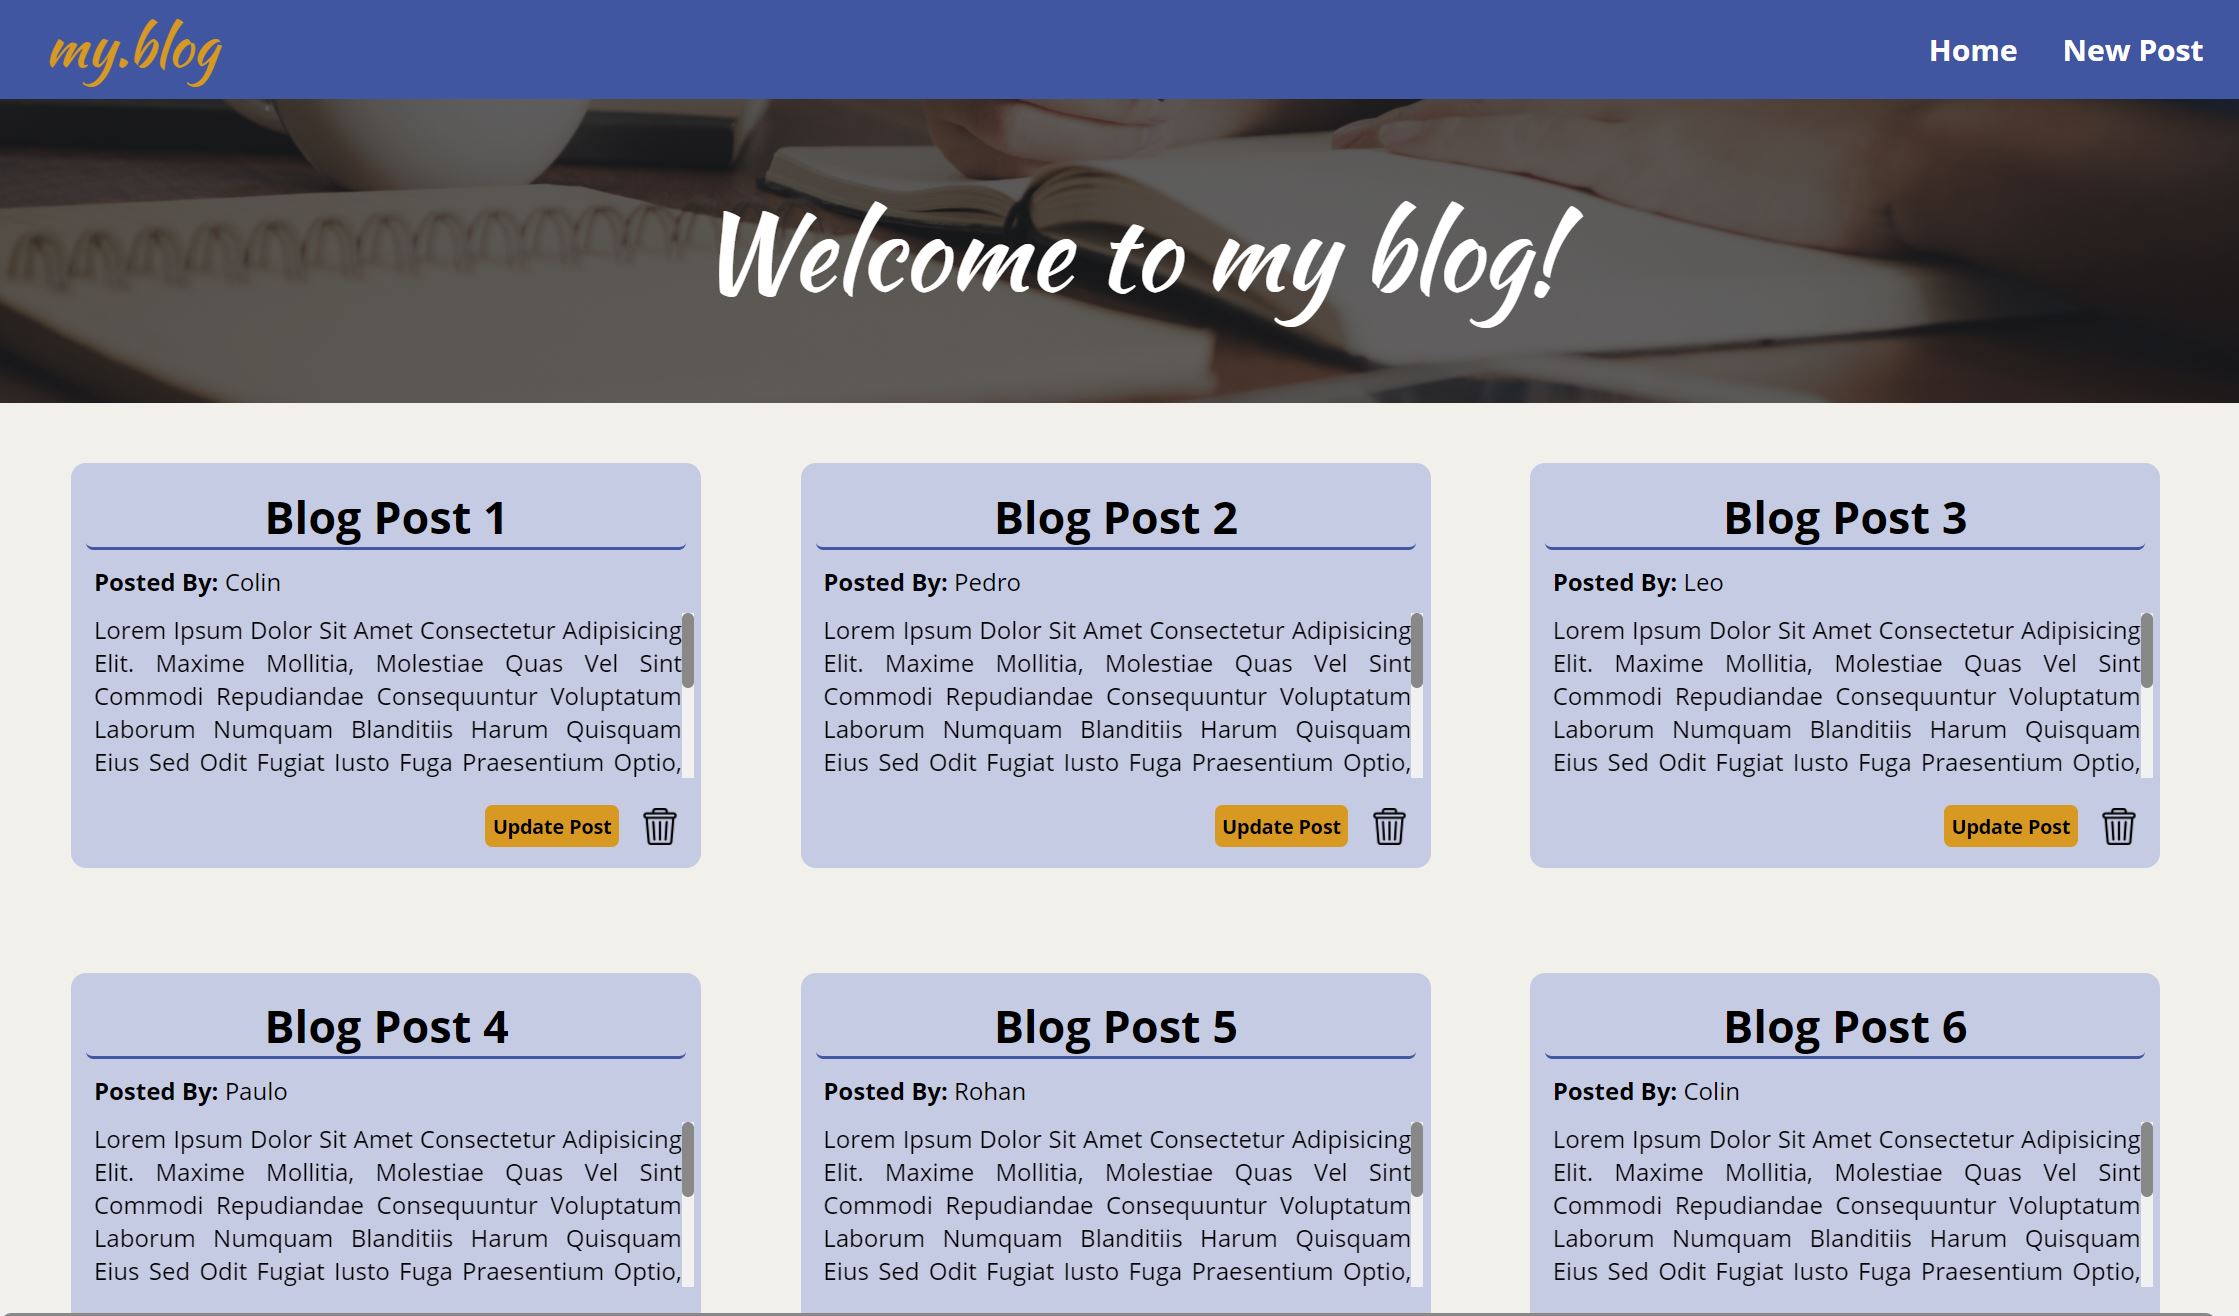 my.blog
Home New Post
Welcome to my blog!
Blog Post 1
Posted By: Colin
Lorem Ipsum Dolor Sit Amet Consectetur Adipisicing
Elit. Maxime Mollitia, Molestiae Quas Vel Sint
Commodi Repudiandae Consequuntur Voluptatum
Laborum Numquam Blanditiis Harum Quisquam
Eius Sed Odit Fugiat Iusto Fuga Praesentium Optio,
Update Post
Blog Post 2
Posted By: Pedro
Lorem Ipsum Dolor Sit Amet Consectetur Adipisicing
Elit. Maxime Mollitia, Molestiae Quas Vel Sint
Commodi Repudiandae Consequuntur Voluptatum
Laborum Numquam Blanditiis Harum Quisquam
Eius Sed Odit Fugiat Iusto Fuga Praesentium Optio,
Update Post
Blog Post 3
Posted By: Leo
Lorem Ipsum Dolor Sit Amet Consectetur Adipisicing
Elit. Maxime Mollitia, Molestiae Quas Vel Sint
Commodi Repudiandae Consequuntur Voluptatum
Laborum Numquam Blanditiis Harum Quisquam
Eius Sed Odit Fugiat Iusto Fuga Praesentium Optio,
Update Post
Blog Post 4
Posted By: Paulo
Lorem Ipsum Dolor Sit Amet Consectetur Adipisicing
Elit. Maxime Mollitia, Molestiae Quas Vel Sint
Commodi Repudiandae Consequuntur Voluptatum
Laborum Numquam Blanditiis Harum Quisquam
Eius Sed Odit Fugiat Iusto Fuga Praesentium Optio,
Blog Post 5
Posted By: Rohan
Lorem Ipsum Dolor Sit Amet Consectetur Adipisicing
Elit. Maxime Mollitia, Molestiae Quas Vel Sint
Commodi Repudiandae Consequuntur Voluptatum
Laborum Numquam Blanditiis Harum Quisquam
Eius Sed Odit Fugiat Iusto Fuga Praesentium Optio,
Blog Post 6
Posted By: Colin
Lorem Ipsum Dolor Sit Amet Consectetur Adipisicing
Elit. Maxime Mollitia, Molestiae Quas Vel Sint
Commodi Repudiandae Consequuntur Voluptatum
Laborum Numquam Blanditiis Harum Quisquam
Eius Sed Odit Fugiat Iusto Fuga Praesentium Optio,